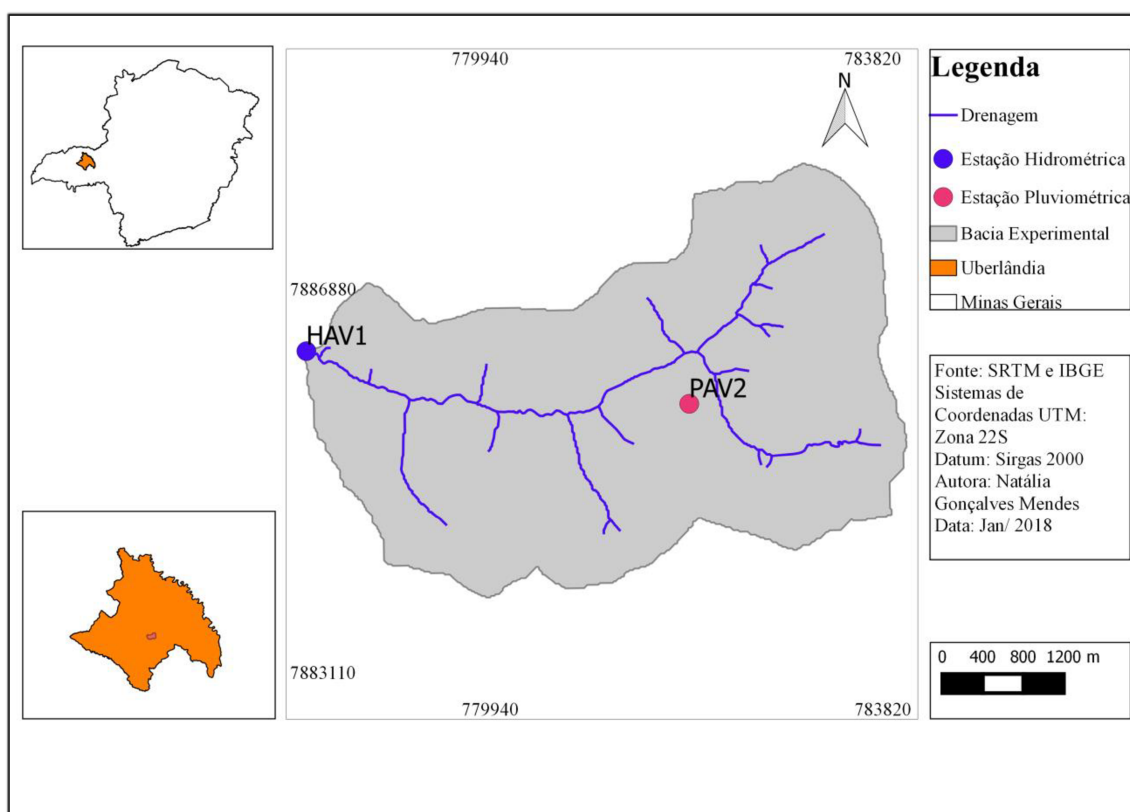 779940
783820
N
7886880
HAV1
PAV2
7883110
779940
783820
Legenda
Drenagem
Estação Hidrométrica
Estação Pluviométrica
Bacia Experimental
Uberlândia
Minas Gerais
Fonte: SRTM e IBGE
Sistemas de
Coordenadas UTM:
Zona 22S
Datum: Sirgas 2000
Autora: Natália
Gonçalves Mendes
Data: Jan/ 2018
0 400 800 1200 m